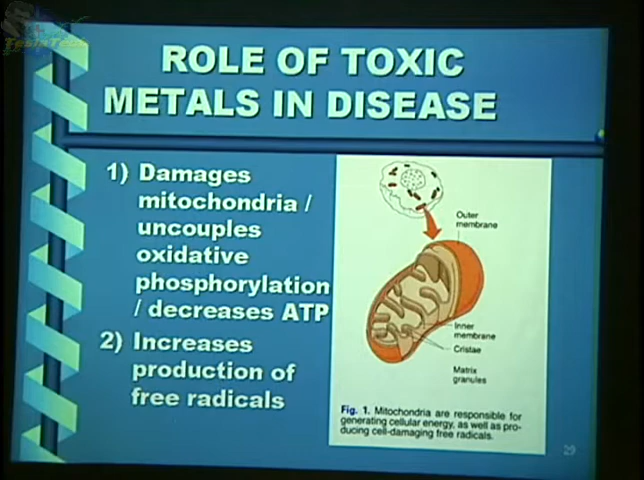 ROLE OF TOXIC
METALS IN DISEASE
1) Damages
mitochondria /
uncouples
oxidative
phosphorylation
/ decreases ATP
2) Increases
production of
free radicals
Outer
membrane
Inner
membrane
Cristae
Matrix
granules
Fig. 1. Mitochondria are responsible for
generating cellular energy, as well as pro-
ducing cell-damaging free radicals.
29